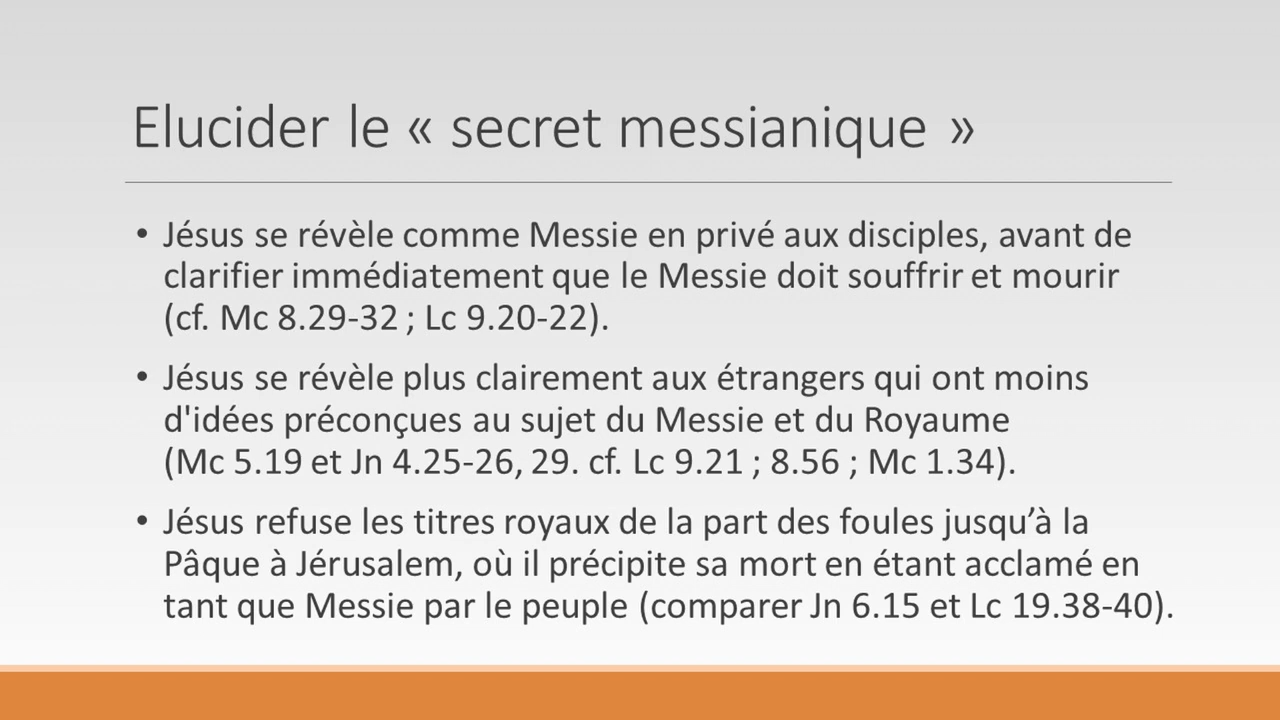 Elucider le « secret messianique »
• Jésus se révèle comme Messie en privé aux disciples, avant de
clarifier immédiatement que le Messie doit souffrir et mourir
(cf. Mc 8.29-32 ; Lc 9.20-22).
• Jésus se révèle plus clairement aux étrangers qui ont moins
d'idées préconçues au sujet du Messie et du Royaume
(Mc 5.19 et Jn 4.25-26, 29. cf. Lc 9.21 ; 8.56 ; Mc 1.34).
• Jésus refuse les titres royaux de la part des foules jusqu’à la
Pâque à Jérusalem, où il précipite sa mort en étant acclamé en
tant que Messie par le peuple (comparer Jn 6.15 et Lc 19.38-40).